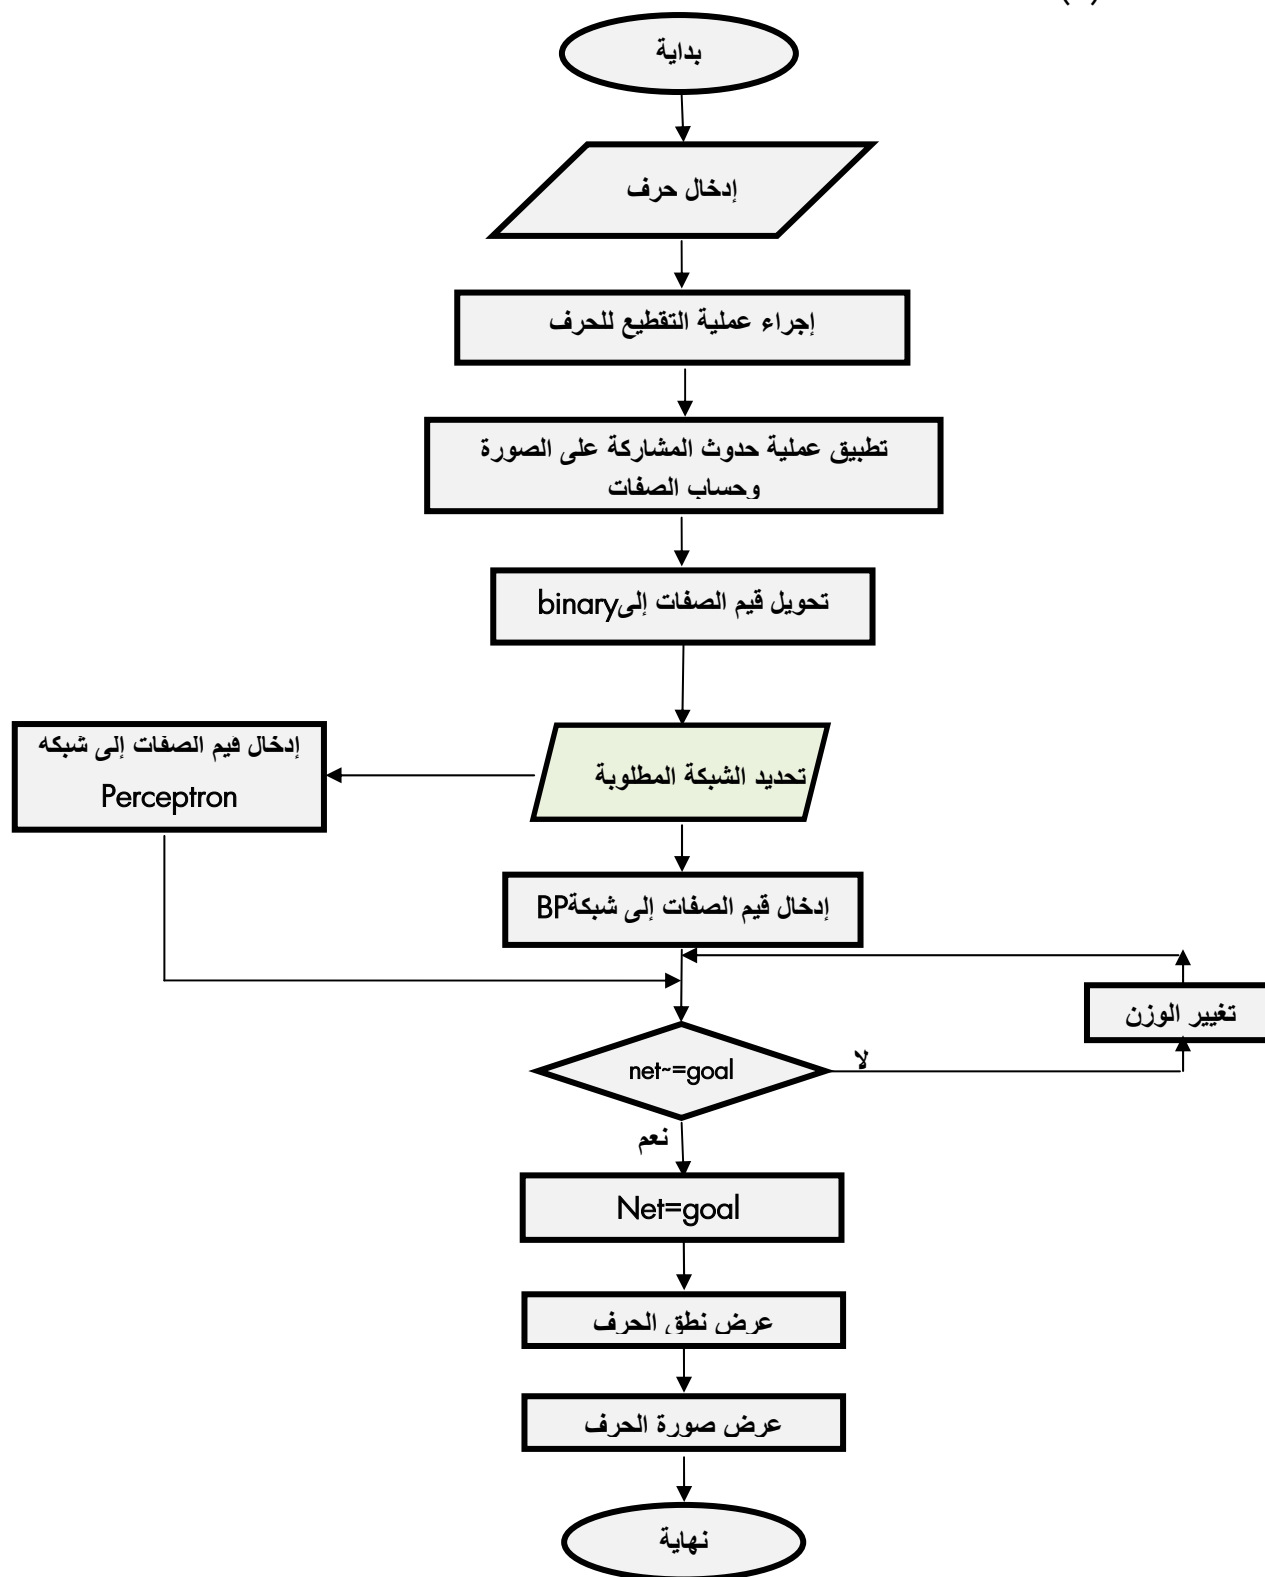 بداية
إدخال حرف
إجراء عملية التقطيع للحرف
تطبيق عملية حدوث المشاركة على الصورة
وحساب الصفات
تحويل قيم الصفات إلىbinary
تحديد الشبكة المطلوبة
إدخال قيم الصفات إلى شبكه
Perceptron
إدخال قيم الصفات إلى شبكةBP
تغيير الوزن
net~=goal
لا
نعم
Net=goal
عرض نطق الحرف
عرض صورة الحرف
نهاية